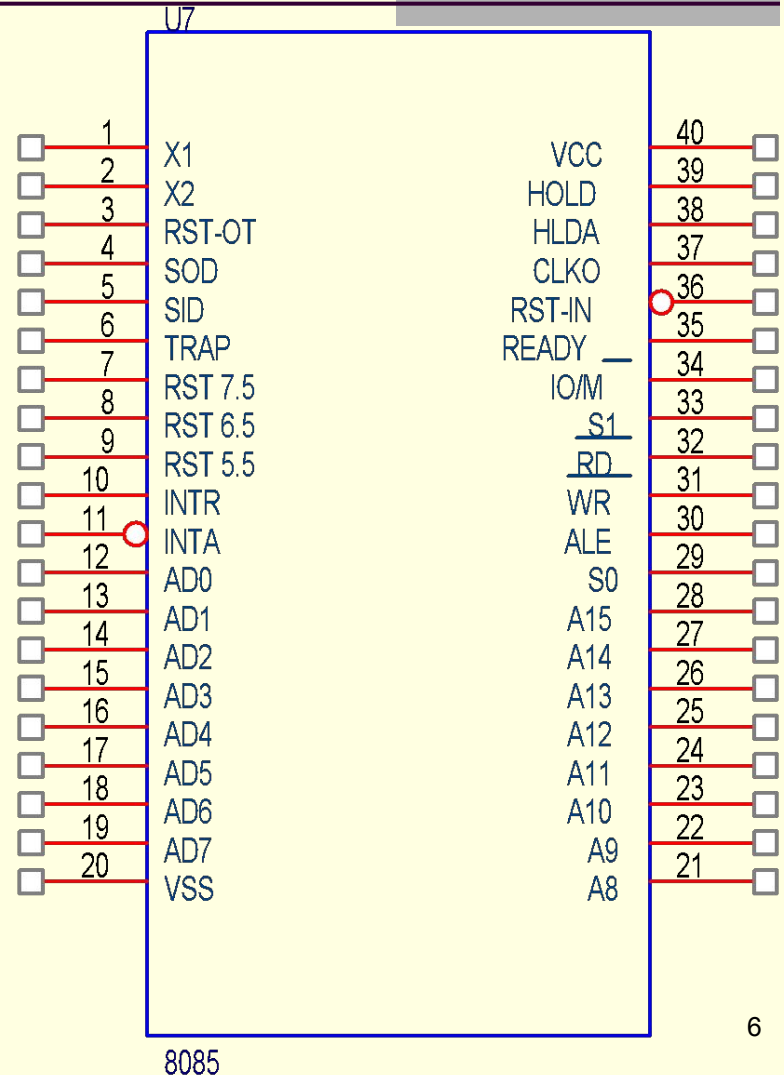 U7
1 X1 VCC 40
2 X2 HOLD 39
3 RST-OT HLDA 38
4 SOD CLKO 37
5 SID RST-IN 36
6 TRAP READY 35
7 RST 7.5 IO/M̅ 34
8 RST 6.5 S1 33
9 RST 5.5 R̅D̅ 32
10 INTR W̅R̅ 31
11 INTA ALE 30
12 AD0 S0 29
13 AD1 A15 28
14 AD2 A14 27
15 AD3 A13 26
16 AD4 A12 25
17 AD5 A11 24
18 AD6 A10 23
19 AD7 A9 22
20 VSS A8 21
8085
6